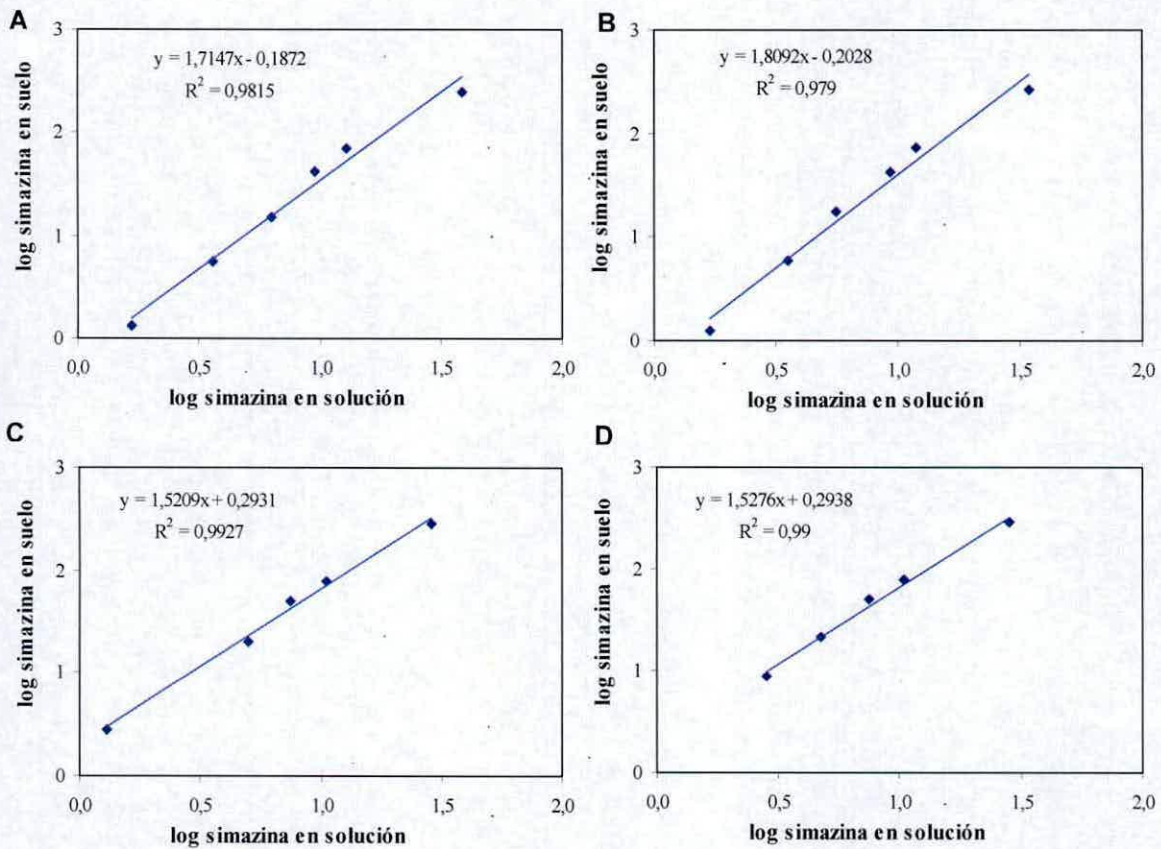 A
3
y = 1,7147x - 0,1872
R² = 0,9815
2
1
0
0,0 0,5 1,0 1,5 2,0
log simazina en suelo
log simazina en solución
B
3
y = 1,8092x - 0,2028
R² = 0,979
2
1
0
0,0 0,5 1,0 1,5 2,0
log simazina en suelo
log simazina en solución
C
3
y = 1,5209x + 0,2931
R² = 0,9927
2
1
0
0,0 0,5 1,0 1,5 2,0
log simazina en suelo
log simazina en solución
D
3
y = 1,5276x + 0,2938
R² = 0,99
2
1
0
0,0 0,5 1,0 1,5 2,0
log simazina en suelo
log simazina en solución